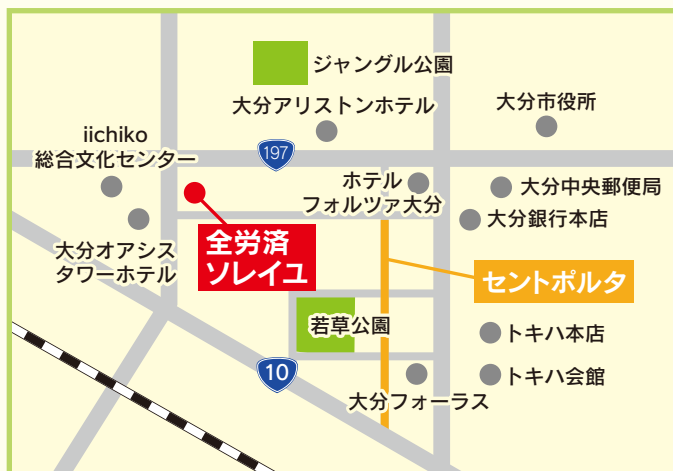 ジャングル公園
大分アリストンホテル
大分市役所
iichiko
総合文化センター
197
ホテル
フォルツァ大分
大分中央郵便局
大分銀行本店
大分オアシス
タワーホテル
全労済
ソレイユ
セントポルタ
若草公園
トキハ本店
10
大分フォーラス
トキハ会館